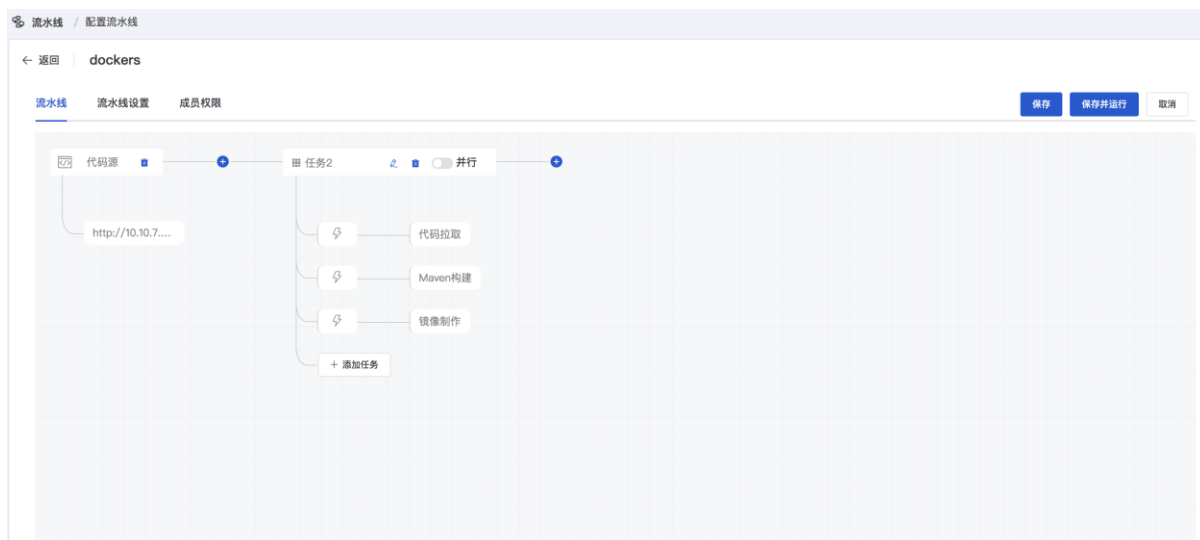 流水线 / 配置流水线
← 返回 dockers
流水线 流水线设置 成员权限 保存 保存并运行 取消
代码源 任务2 并行
http://10.10.7.... 代码拉取
Maven构建
镜像制作
+ 添加任务